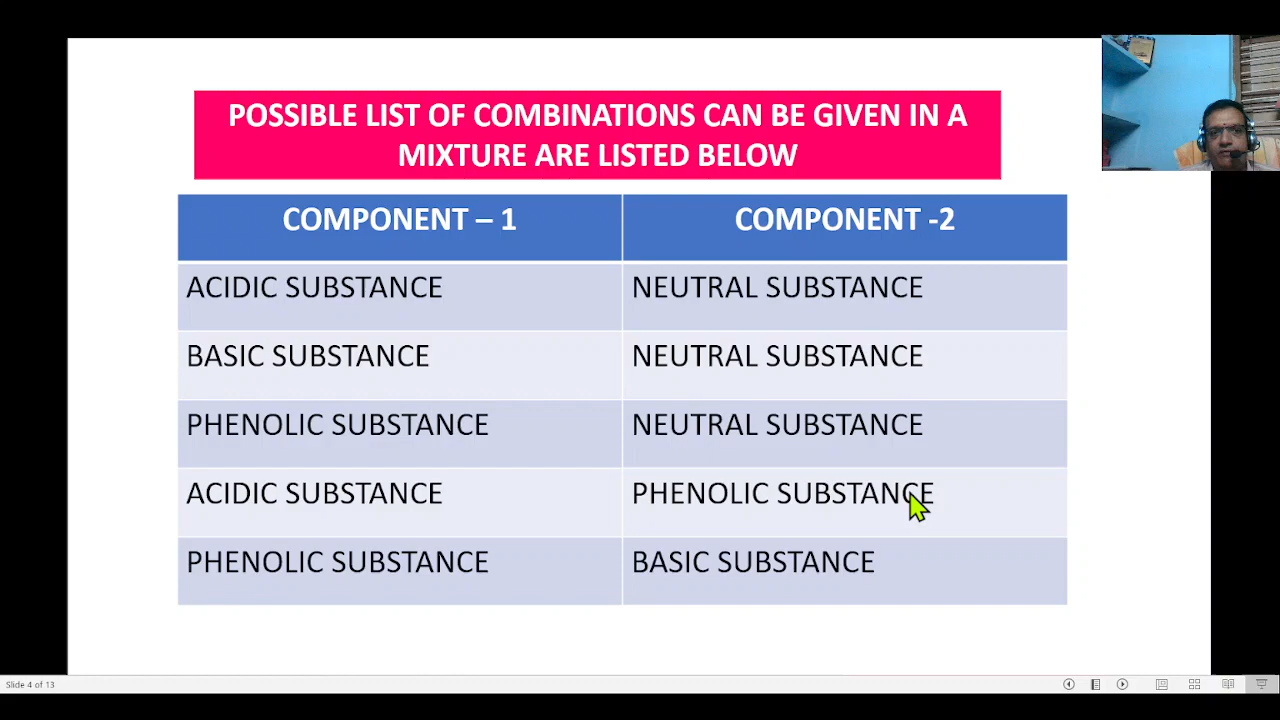 POSSIBLE LIST OF COMBINATIONS CAN BE GIVEN IN A
MIXTURE ARE LISTED BELOW
COMPONENT – 1 COMPONENT -2
ACIDIC SUBSTANCE NEUTRAL SUBSTANCE
BASIC SUBSTANCE NEUTRAL SUBSTANCE
PHENOLIC SUBSTANCE NEUTRAL SUBSTANCE
ACIDIC SUBSTANCE PHENOLIC SUBSTANCE
PHENOLIC SUBSTANCE BASIC SUBSTANCE
Slide 4 of 13